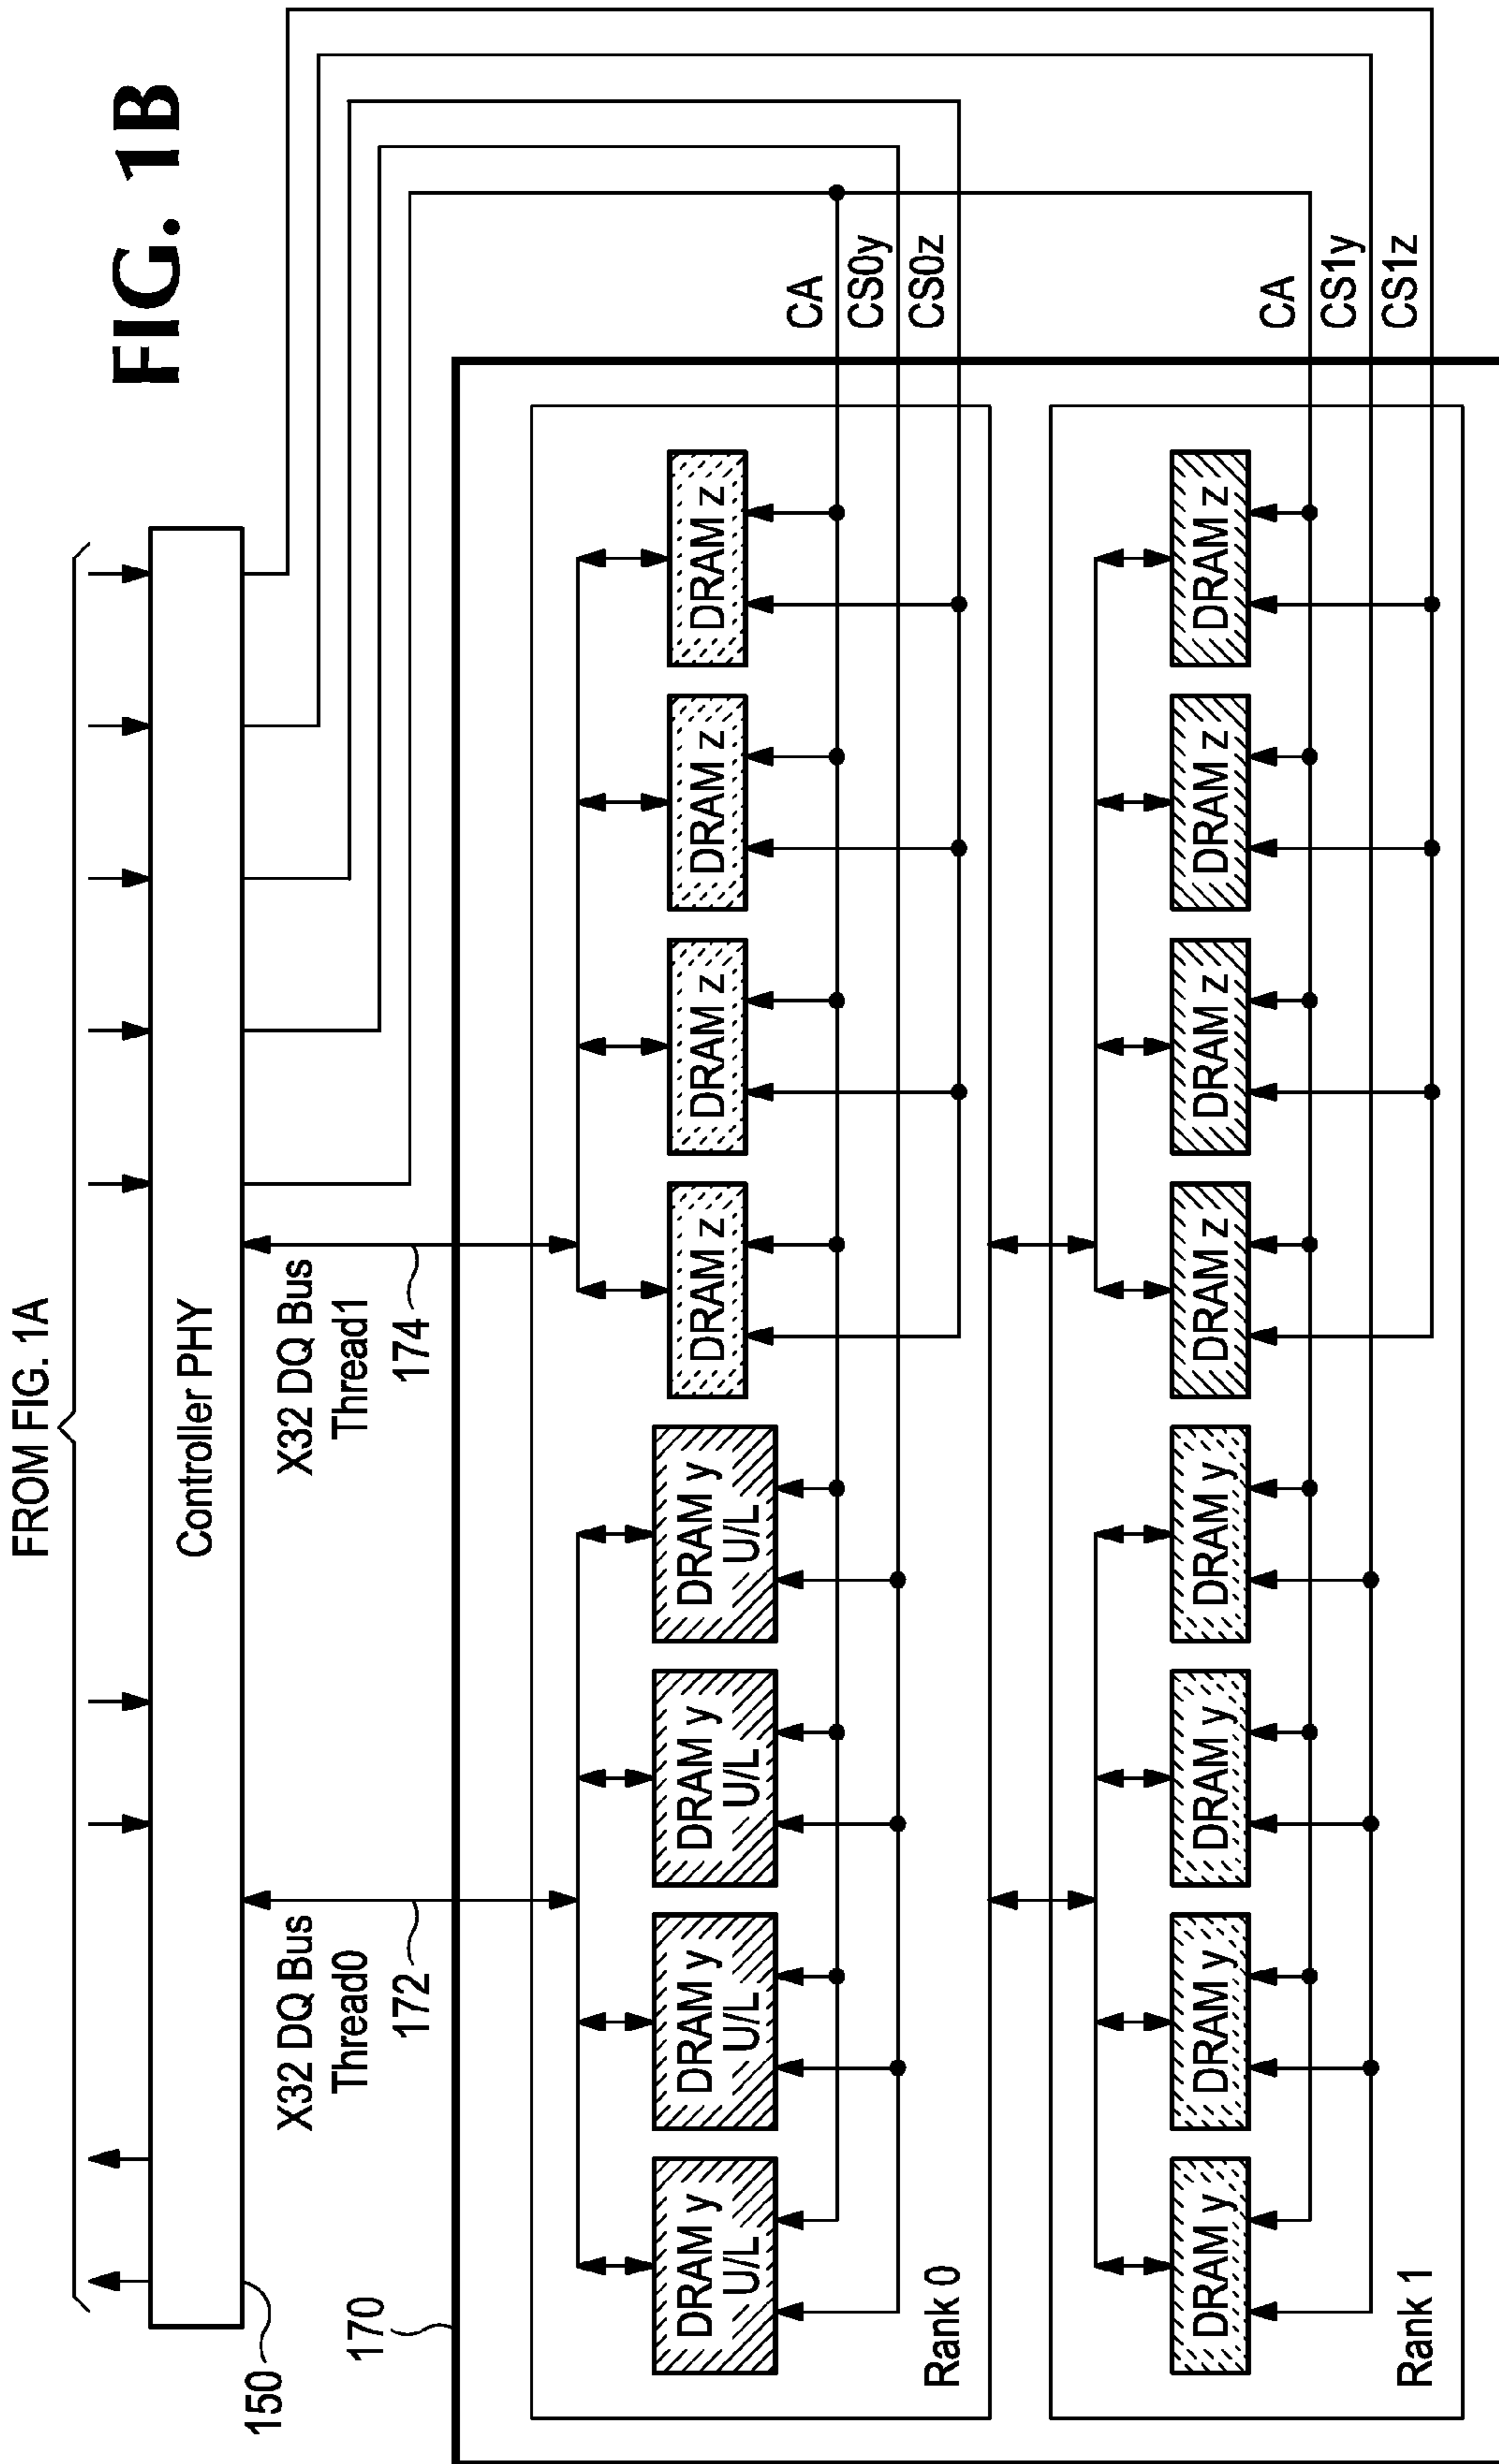 FIG. 1B
FROM FIG. 1A
Controller PHY
150
X32 DQ Bus
Thread0
172
X32 DQ Bus
Thread1
174
170
DRAM y
U/L
DRAM y
U/L
DRAM y
U/L
DRAM y
U/L
DRAM z
DRAM z
DRAM z
DRAM z
CA
CS0y
CS0z
Rank 0
DRAM y
DRAM y
DRAM y
DRAM y
DRAM z
DRAM z
DRAM z
DRAM z
CA
CS1y
CS1z
Rank 1